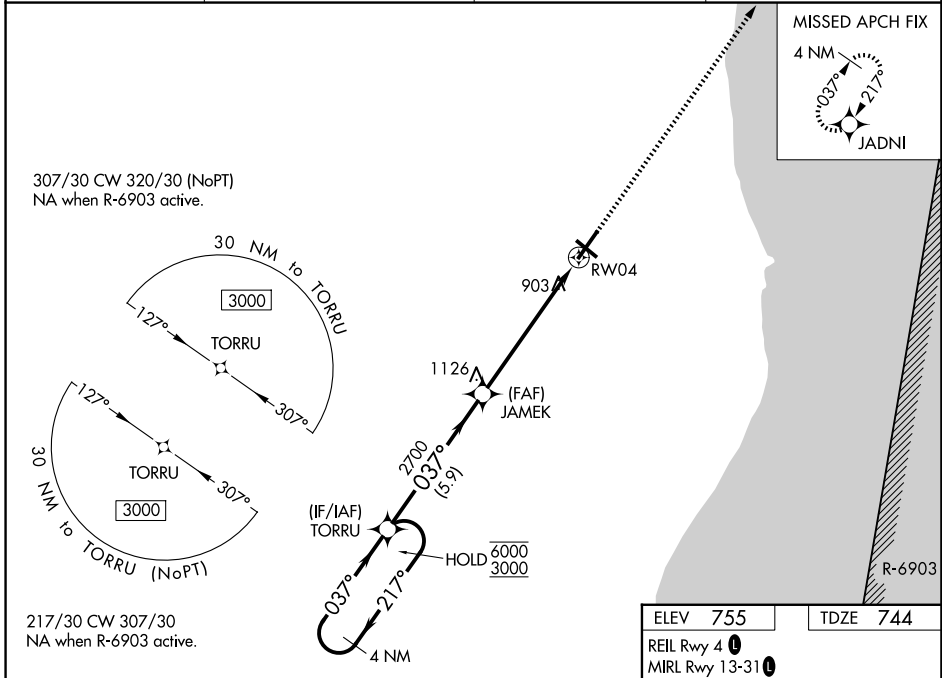 MISSED APCH FIX
4 NM
037°
217°
JADNI
307/30 CW 320/30 (NoPT)
NA when R-6903 active.
30 NM to TORRU
3000
127°
TORRU
307°
RW04
903
1126
(FAF)
JAMEK
127°
TORRU
307°
3000
30 NM to TORRU (NoPT)
2700
037°
(5.9)
(IF/IAF)
TORRU
HOLD 6000
3000
037°
217°
4 NM
R-6903
217/30 CW 307/30
NA when R-6903 active.
ELEV 755
TDZE 744
REIL Rwy 4 L
MIRL Rwy 13-31 L